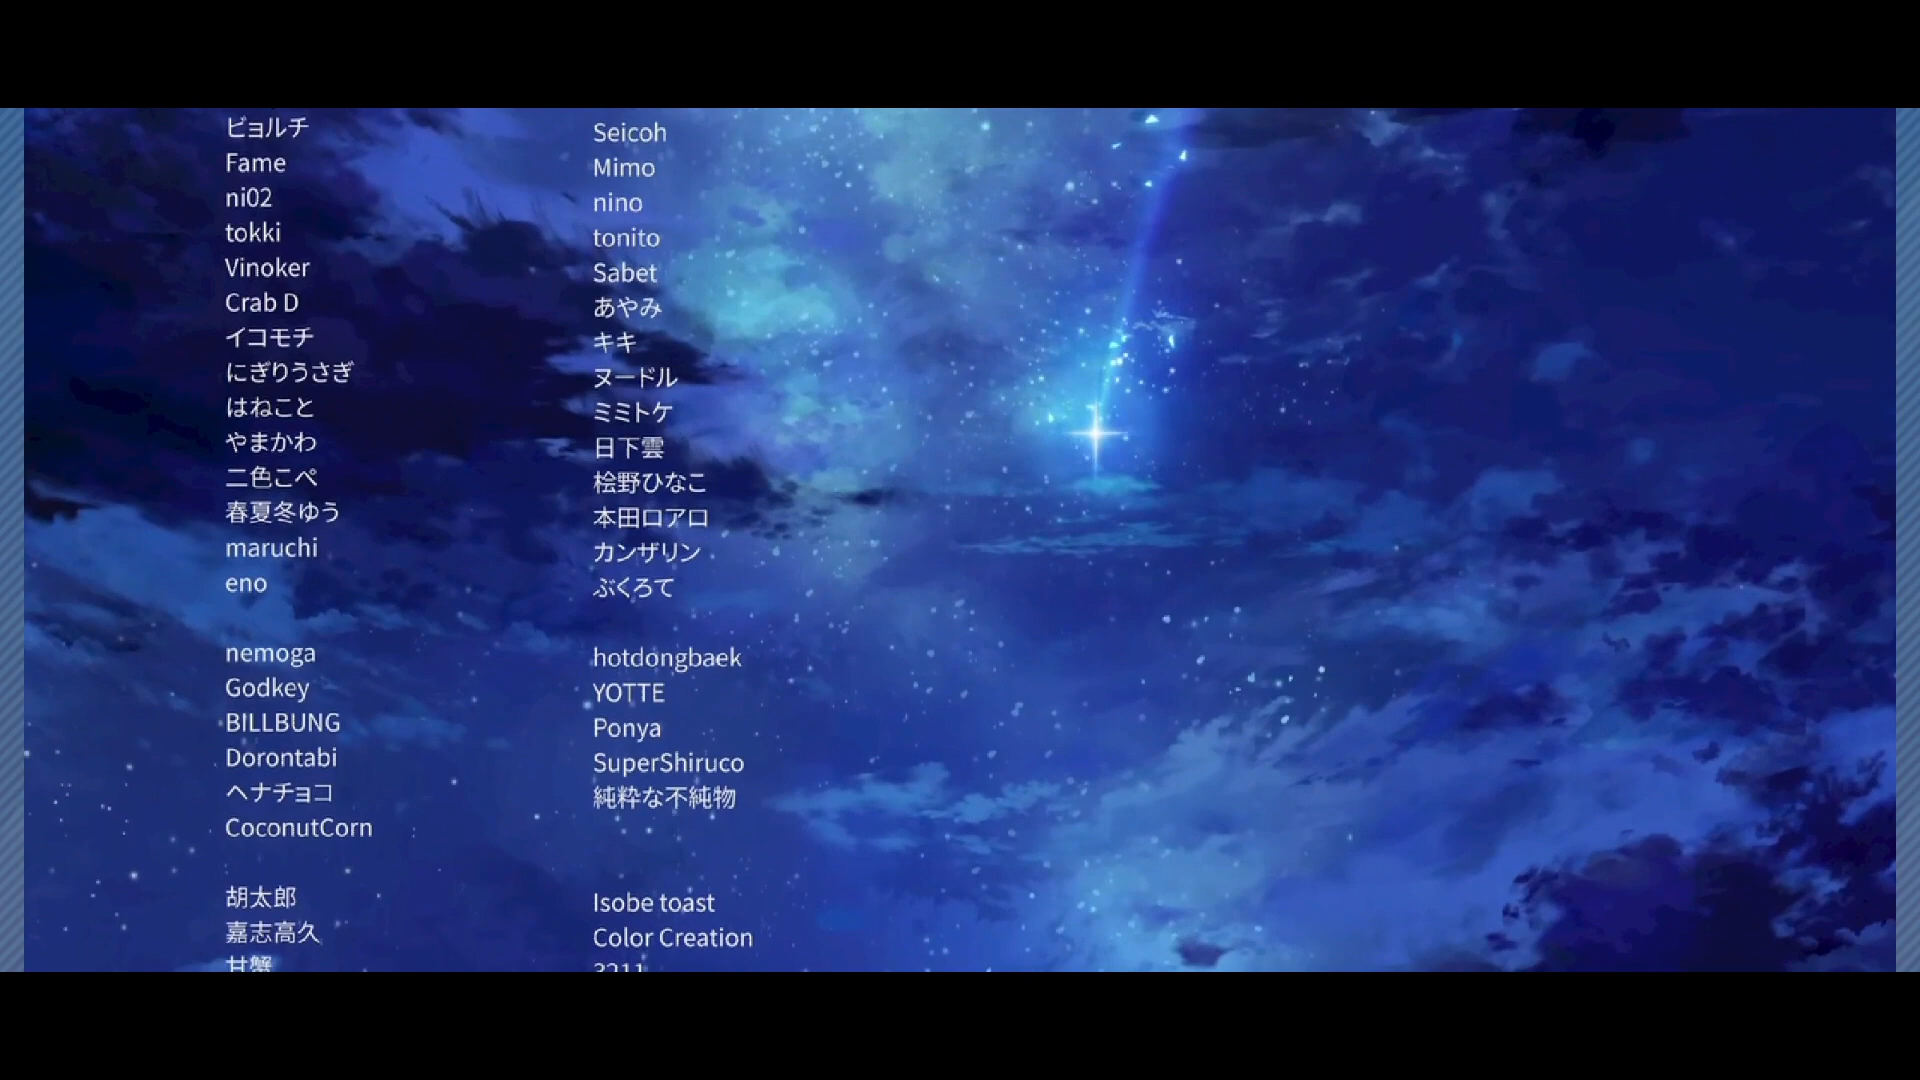 ビョルチ
Fame
ni02
tokki
Vinoker
Crab D
イコモチ
にぎりうさぎ
はねこと
やまかわ
二色こぺ
春夏冬ゆう
maruchi
eno
nemoga
Godkey
BILLBUNG
Dorontabi
ヘナチョコ
CoconutCorn
胡太郎
嘉志高久
甘蟹
Seicoh
Mimo
nino
tonito
Sabet
あやみ
キキ
ヌードル
ミミトケ
日下雲
桧野ひなこ
本田ロアロ
カンザリン
ぶくろて
hotdongbaek
YOTTE
Ponya
SuperShiruco
純粋な不純物
Isobe toast
Color Creation
3211